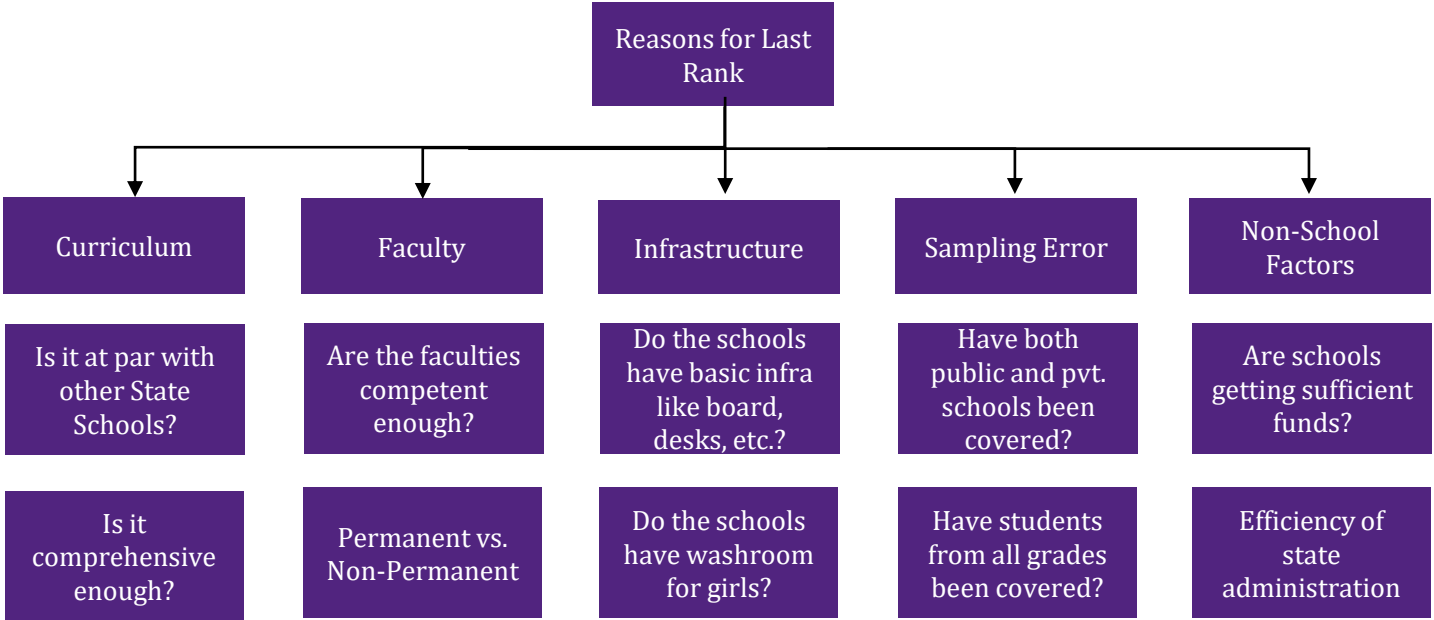 Reasons for Last
Rank
Curriculum
Faculty
Infrastructure
Sampling Error
Non-School
Factors
Is it at par with
other State
Schools?
Are the faculties
competent
enough?
Do the schools
have basic infra
like board,
desks, etc.?
Have both
public and pvt.
schools been
covered?
Are schools
getting sufficient
funds?
Is it
comprehensive
enough?
Permanent vs.
Non-Permanent
Do the schools
have washroom
for girls?
Have students
from all grades
been covered?
Efficiency of
state
administration